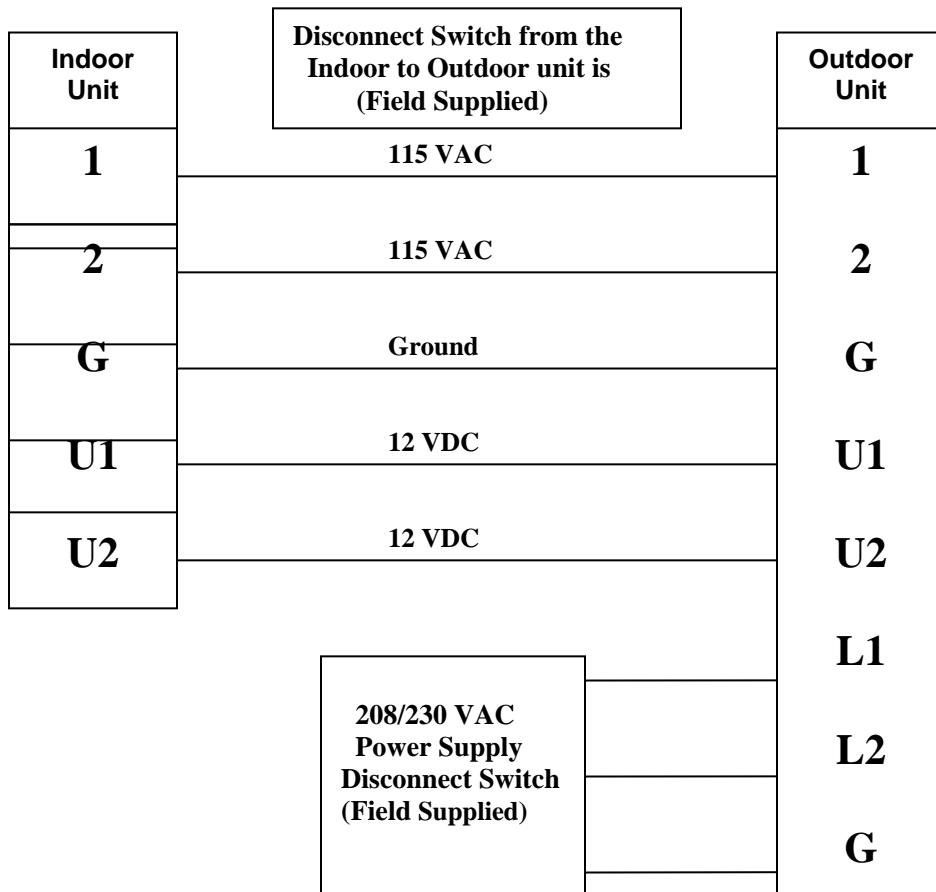 Indoor
Unit
Disconnect Switch from the
Indoor to Outdoor unit is
(Field Supplied)
Outdoor
Unit
1
115 VAC
1
2
115 VAC
2
G
Ground
G
U1
12 VDC
U1
U2
12 VDC
U2
L1
208/230 VAC
Power Supply
Disconnect Switch
(Field Supplied)
L2
G